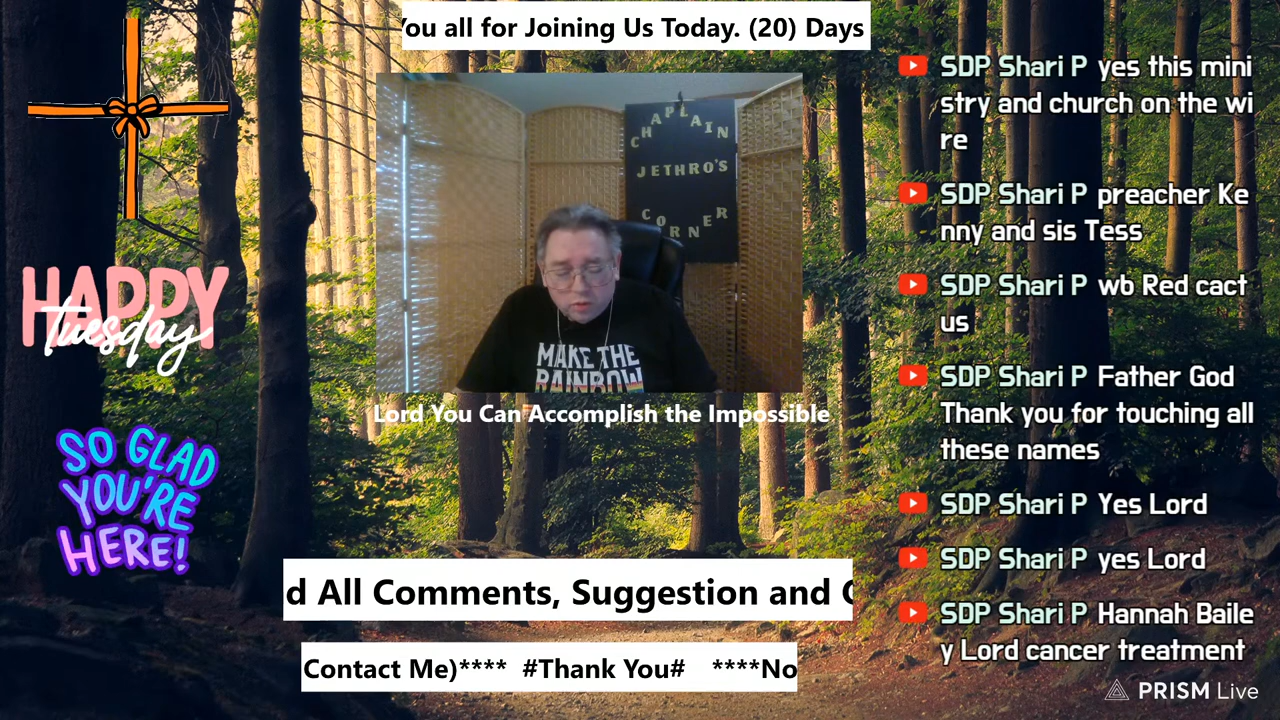 You all for Joining Us Today. (20) Days
CHAPLAIN
JETHRO'S
CORNER
MAKE THE
RAINBOW
Lord You Can Accomplish the Impossible
HAPPY
Tuesday
SO GLAD
YOU'RE
HERE!
d All Comments, Suggestion and
Contact Me)**** #Thank You# ****No
SDP Shari P yes this mini
stry and church on the wi
re
SDP Shari P preacher Ke
nny and sis Tess
SDP Shari P wb Red cact
us
SDP Shari P Father God
Thank you for touching all
these names
SDP Shari P Yes Lord
SDP Shari P yes Lord
SDP Shari P Hannah Baile
y Lord cancer treatment
PRISM Live